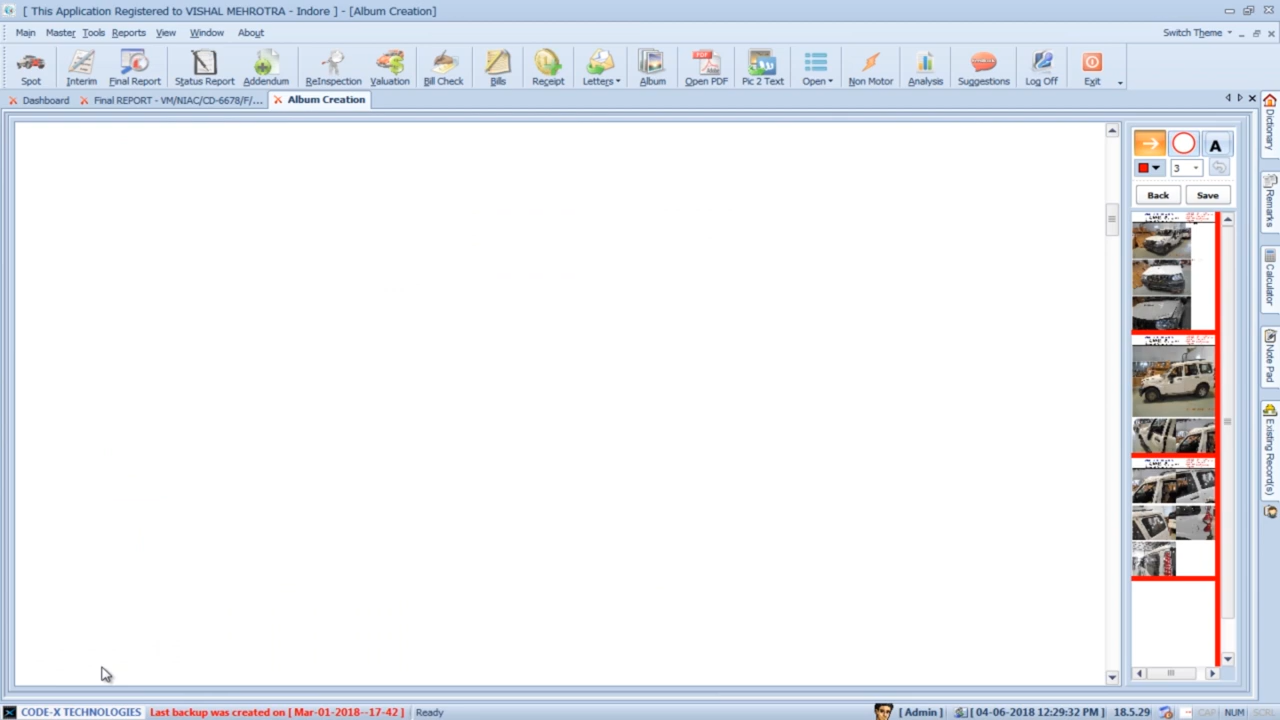 [ This Application Registered to VISHAL MEHROTRA - Indore ] - [Album Creation]
Main Master Tools Reports View Window About Switch Theme
Spot Interim Final Report Status Report Addendum ReInspection Valuation Bill Check Bills Receipt Letters Album Open PDF Pic 2 Text Open Non Motor Analysis Suggestions Log Off Exit
Dashboard Final REPORT - VM/NIAC/CD-6678/F/... Album Creation
A
3
Back Save
Dictionary
Remarks
Calculator
Note Pad
Existing Record(s)
CODE-X TECHNOLOGIES Last backup was created on [ Mar-01-2018--17-42 ] Ready [ Admin ] [ 04-06-2018 12:29:32 PM ] 18.5.29 CAP NUM SCRL